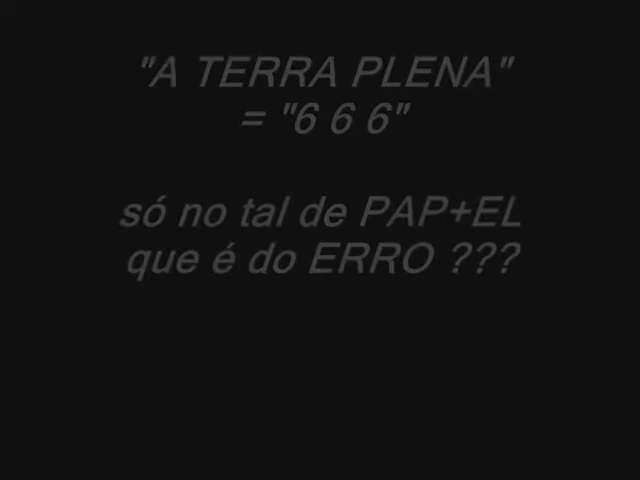 "A TERRA PLENA"
= "6 6 6"
só no tal de PAP+EL
que é do ERRO ???